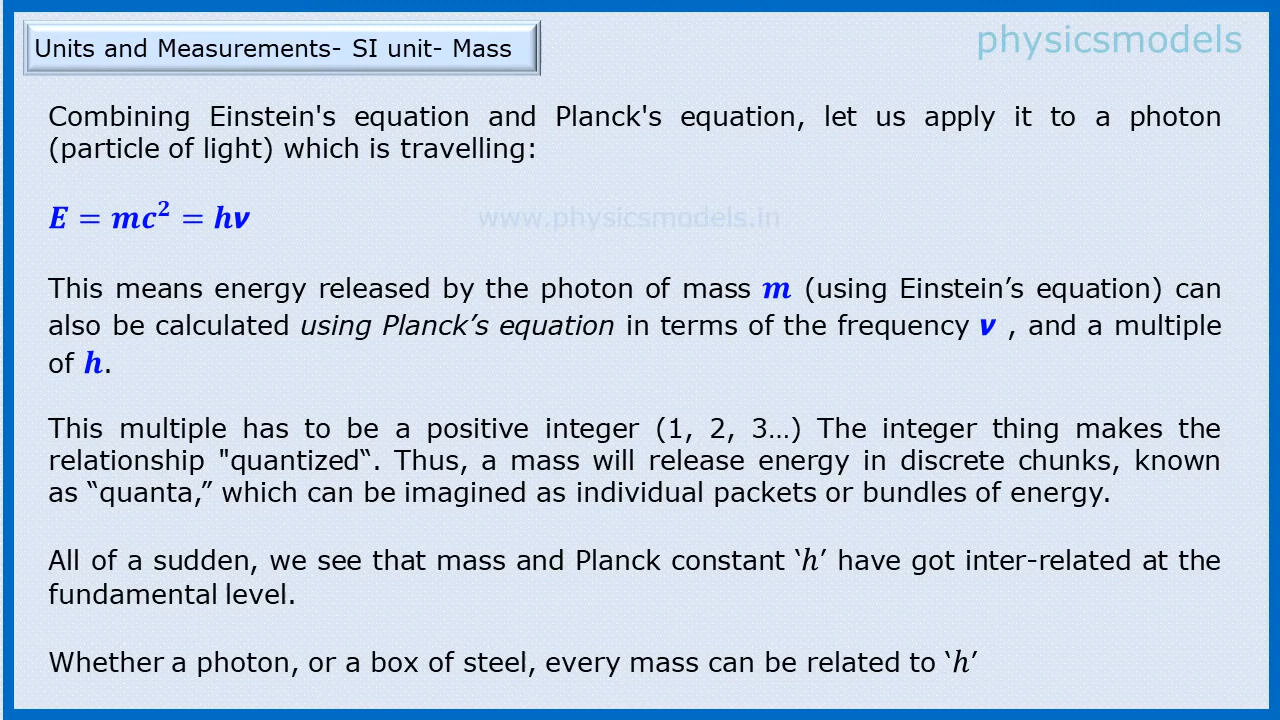 Units and Measurements- SI unit- Mass
physicsmodels
Combining Einstein's equation and Planck's equation, let us apply it to a photon
(particle of light) which is travelling:
E = mc² = hν
www.physicsmodels.in
This means energy released by the photon of mass m (using Einstein’s equation) can
also be calculated using Planck’s equation in terms of the frequency ν , and a multiple
of h.
This multiple has to be a positive integer (1, 2, 3…) The integer thing makes the
relationship "quantized‟. Thus, a mass will release energy in discrete chunks, known
as “quanta,” which can be imagined as individual packets or bundles of energy.
All of a sudden, we see that mass and Planck constant ‘h’ have got inter-related at the
fundamental level.
Whether a photon, or a box of steel, every mass can be related to ‘h’